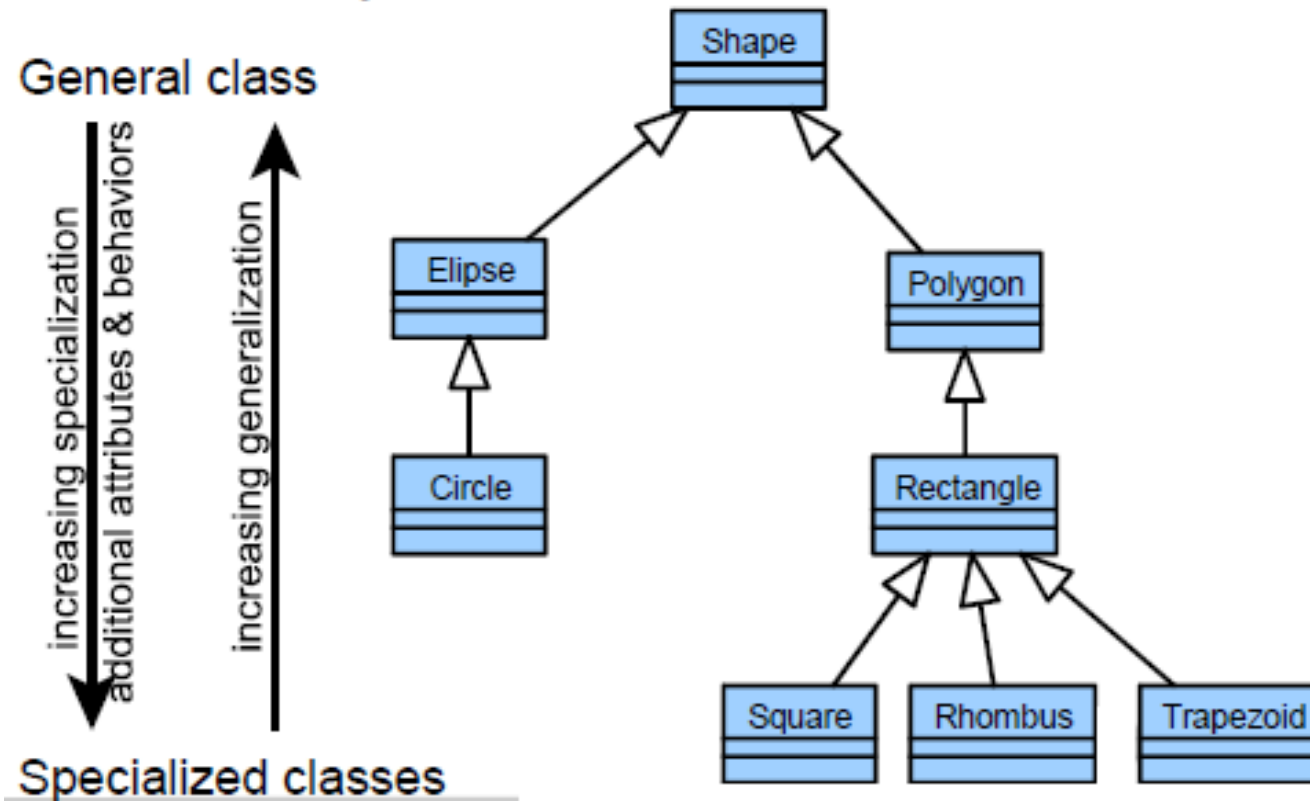 Shape
General class
increasing specialization
additional attributes & behaviors
increasing generalization
Elipse
Polygon
Circle
Rectangle
Square
Rhombus
Trapezoid
Specialized classes